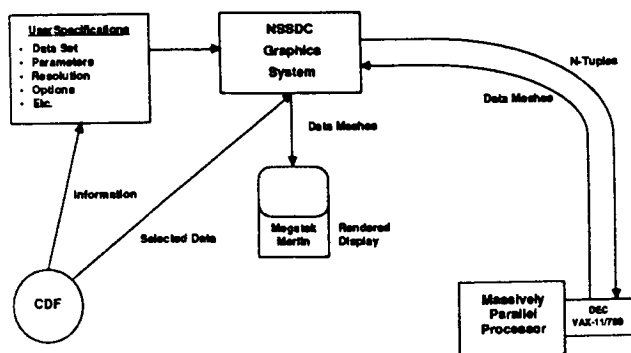 User Specifications
• Data Set
• Parameters
• Resolution
• Options
• Etc.
NSSDC
Graphics
System
N-Tuples
Data Meshes
Data Meshes
Information
Selected Data
Megatek
Merlin
Rendered
Display
CDF
Massively
Parallel
Processor
DEC
VAX-11/780